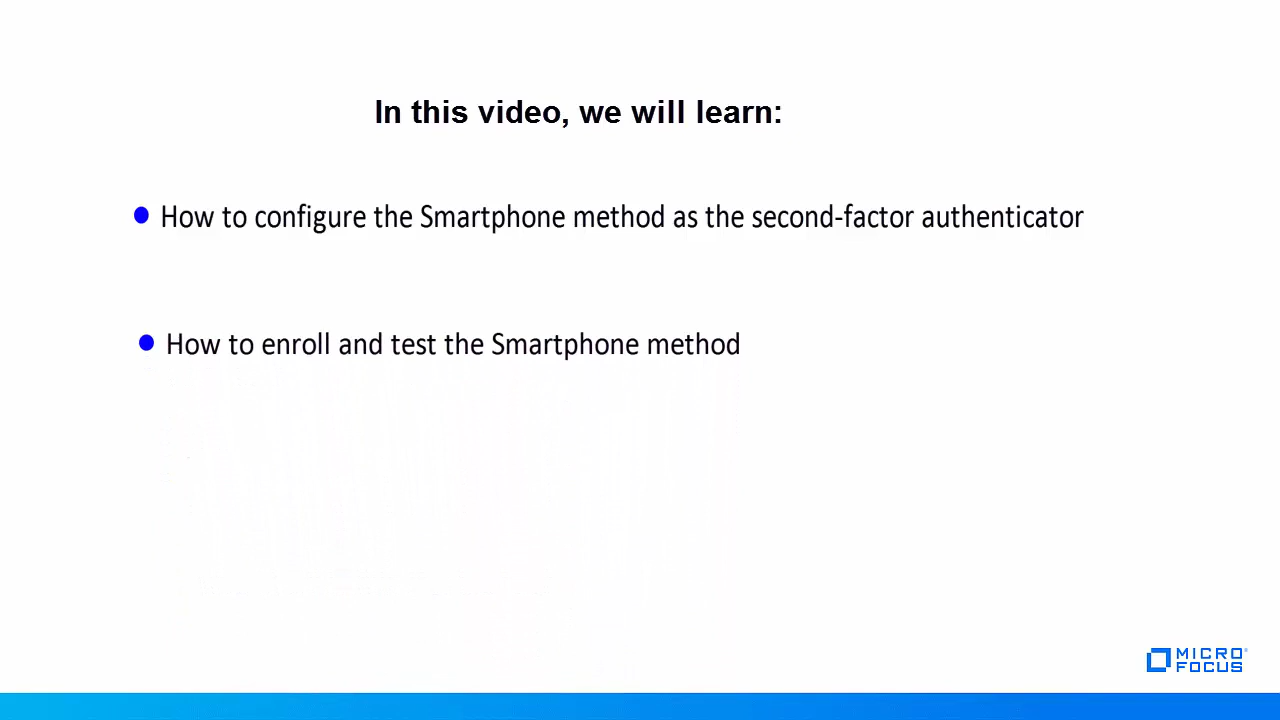 In this video, we will learn:
How to configure the Smartphone method as the second-factor authenticator
How to enroll and test the Smartphone method
MICRO
FOCUS